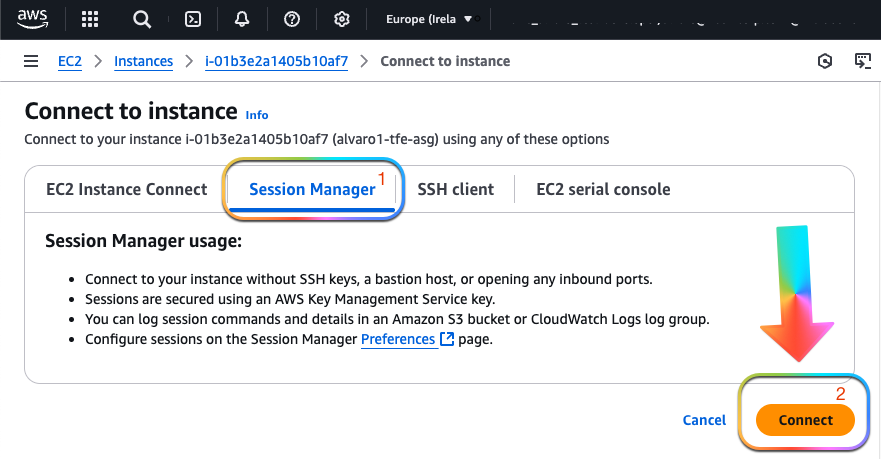 aws
Europe (Irela
EC2 > Instances > i-01b3e2a1405b10af7 > Connect to instance
Connect to instance Info
Connect to your instance i-01b3e2a1405b10af7 (alvaro1-tfe-asg) using any of these options
EC2 Instance Connect Session Manager 1 SSH client EC2 serial console
Session Manager usage:
• Connect to your instance without SSH keys, a bastion host, or opening any inbound ports.
• Sessions are secured using an AWS Key Management Service key.
• You can log session commands and details in an Amazon S3 bucket or CloudWatch Logs log group.
• Configure sessions on the Session Manager Preferences page.
2
Cancel Connect